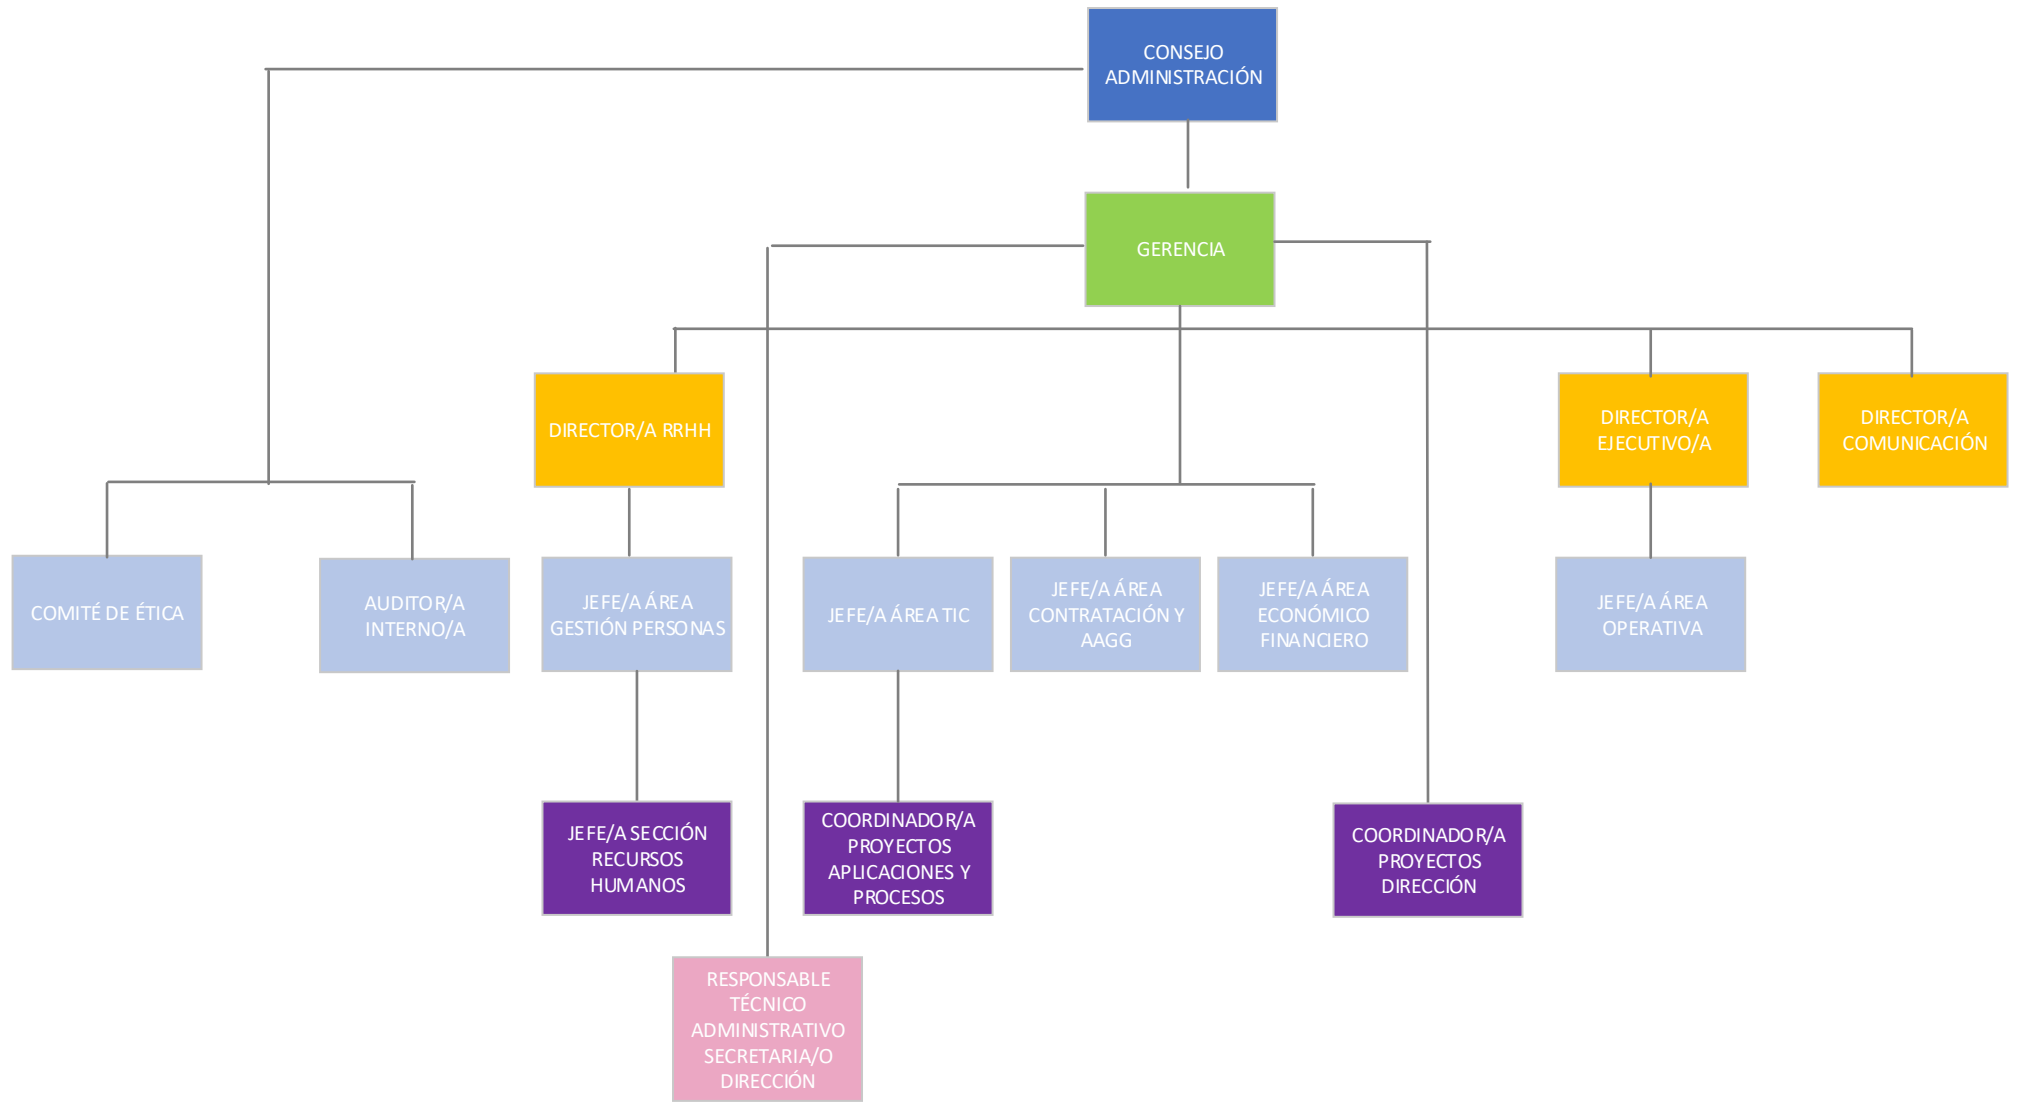 CONSEJO
ADMINISTRACIÓN
GERENCIA
DIRECTOR/A RRHH
DIRECTOR/A
EJECUTIVO/A
DIRECTOR/A
COMUNICACIÓN
COMITÉ DE ÉTICA
AUDITOR/A
INTERNO/A
JEFE/A ÁREA
GESTIÓN PERSONAS
JEFE/A ÁREA TIC
JEFE/A ÁREA
CONTRATACIÓN Y
AAGG
JEFE/A ÁREA
ECONÓMICO
FINANCIERO
JEFE/A ÁREA
OPERATIVA
JEFE/A SECCIÓN
RECURSOS
HUMANOS
COORDINADOR/A
PROYECTOS
APLICACIONES Y
PROCESOS
COORDINADOR/A
PROYECTOS
DIRECCIÓN
RESPONSABLE
TÉCNICO
ADMINISTRATIVO
SECRETARIA/O
DIRECCIÓN